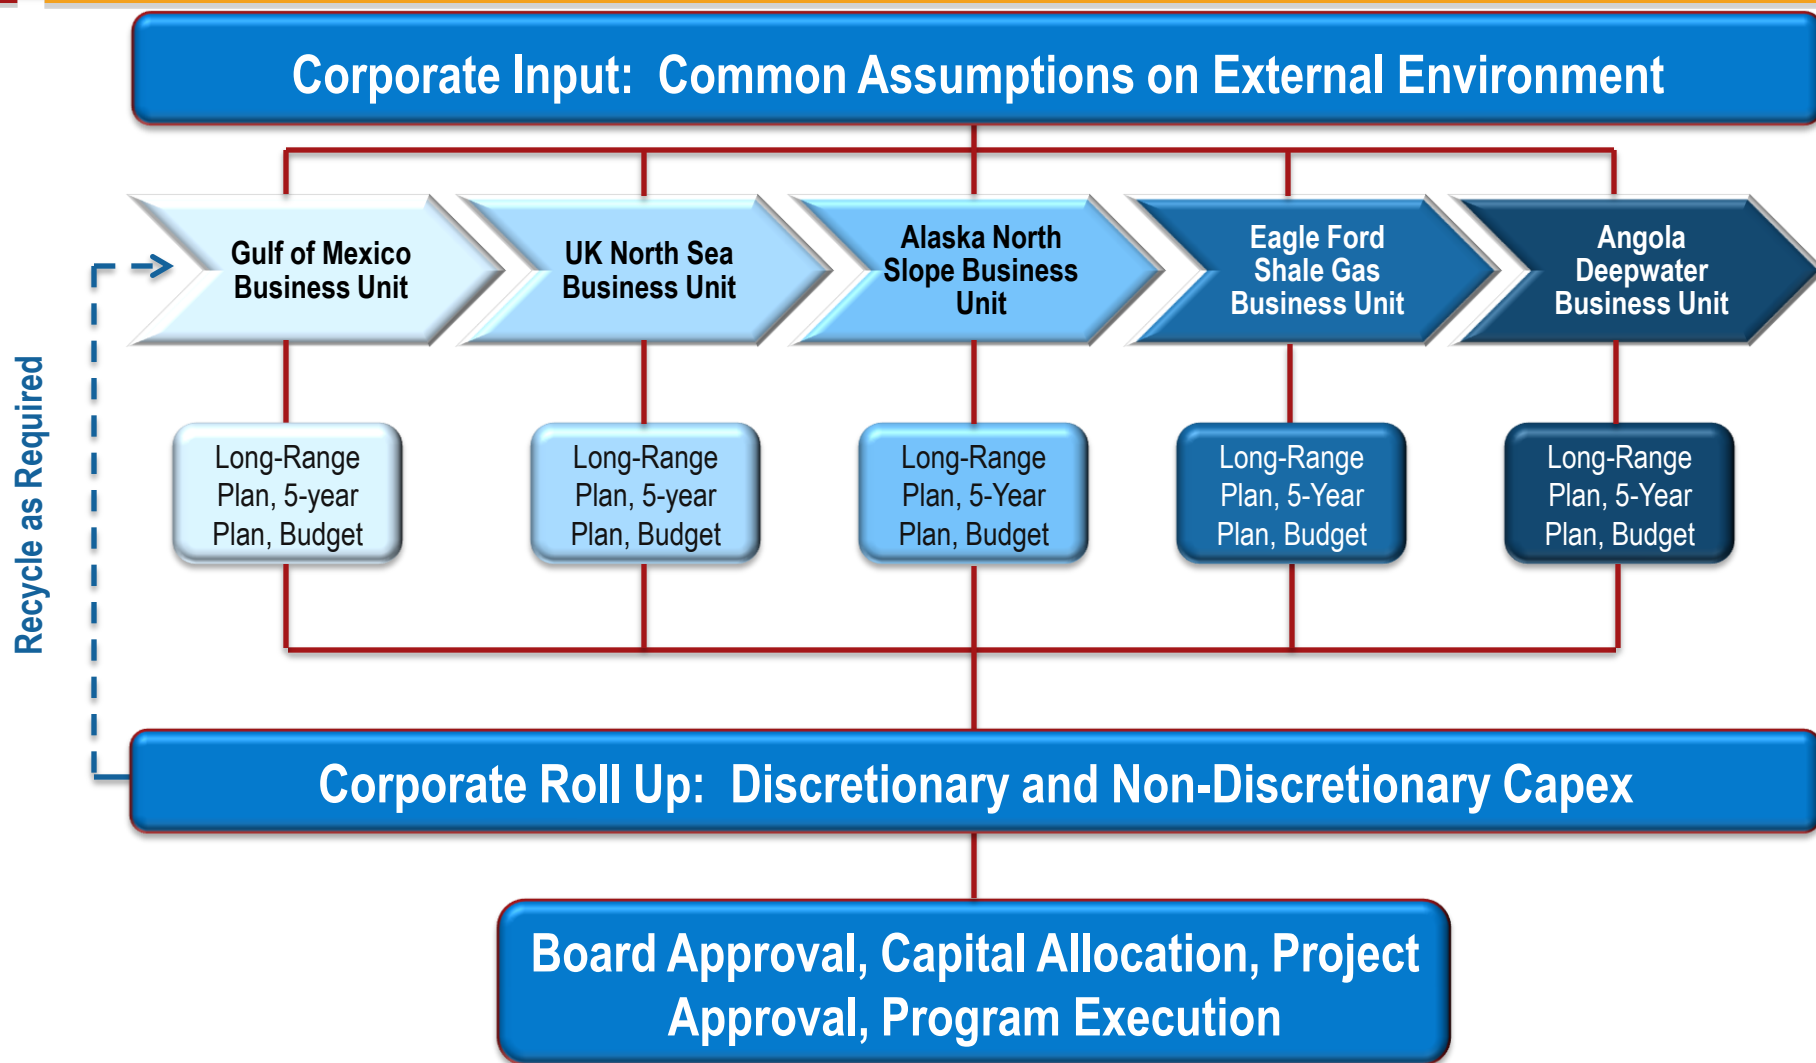 Corporate Input: Common Assumptions on External Environment
Gulf of Mexico
Business Unit
UK North Sea
Business Unit
Alaska North
Slope Business
Unit
Eagle Ford
Shale Gas
Business Unit
Angola
Deepwater
Business Unit
Recycle as Required
Long-Range
Plan, 5-year
Plan, Budget
Long-Range
Plan, 5-year
Plan, Budget
Long-Range
Plan, 5-Year
Plan, Budget
Long-Range
Plan, 5-Year
Plan, Budget
Long-Range
Plan, 5-Year
Plan, Budget
Corporate Roll Up: Discretionary and Non-Discretionary Capex
Board Approval, Capital Allocation, Project
Approval, Program Execution